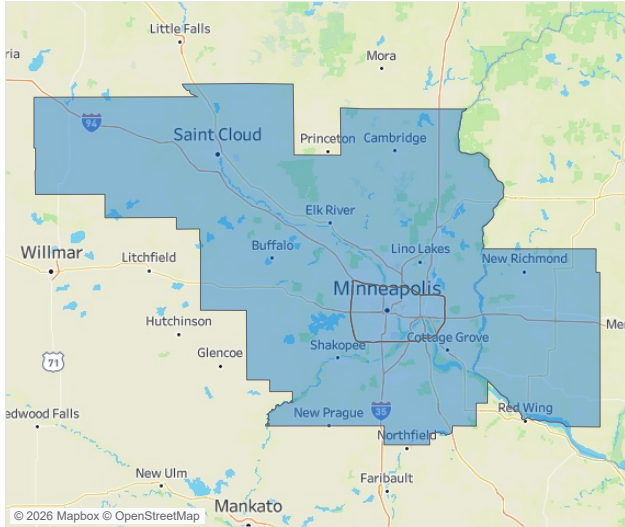 Little Falls
ria
Mora
94
Saint Cloud
Princeton
Cambridge
Elk River
Buffalo
Lino Lakes
Willmar
Litchfield
New Richmond
Minneapolis
Hutchinson
Men
Shakopee
Cottage Grove
Glencoe
71
New Prague
35
Red Wing
edwood Falls
Northfield
New Ulm
Faribault
Mankato
© 2026 Mapbox © OpenStreetMap